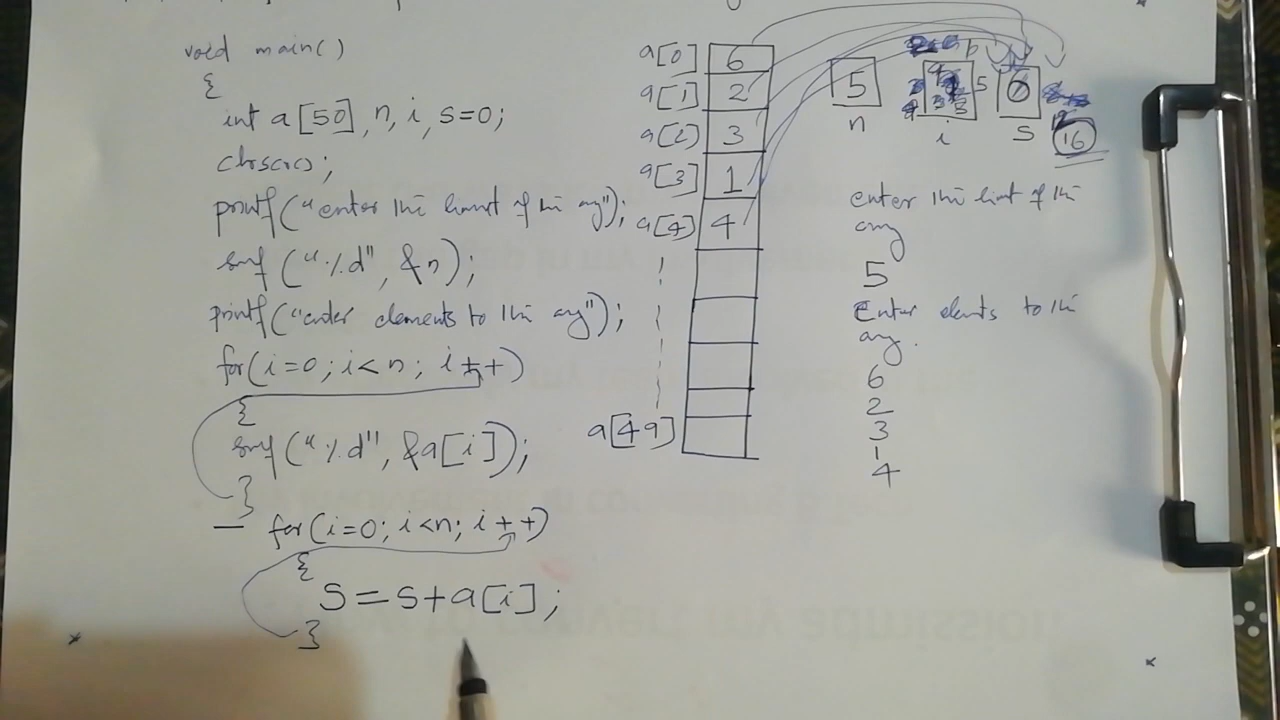 void main()
{
int a[50], n, i, s=0;
clrscr();
printf("enter the limit of the array");
scanf("%d", &n);
printf("enter elements to the array");
for(i=0; i<n; i++)
{
scanf("%d", &a[i]);
}
for(i=0; i<n; i++)
{
s=s+a[i];
}
a[0] 6
a[1] 2
a[2] 3
a[3] 1
a[4] 4
a[49]
5
n
5
i
s
16
enter the limit of the
array
5
Enter elements to the
array.
6
2
3
1
4